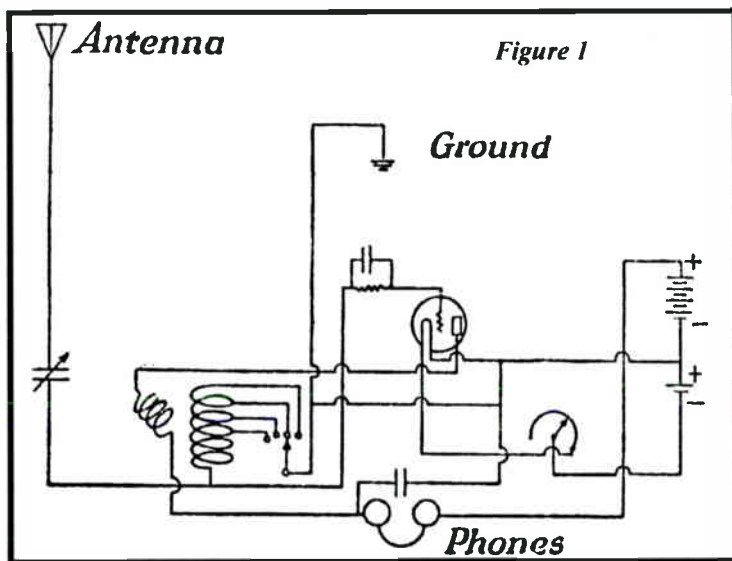 Antenna
Figure 1
Ground
+
-
+
-
Phones